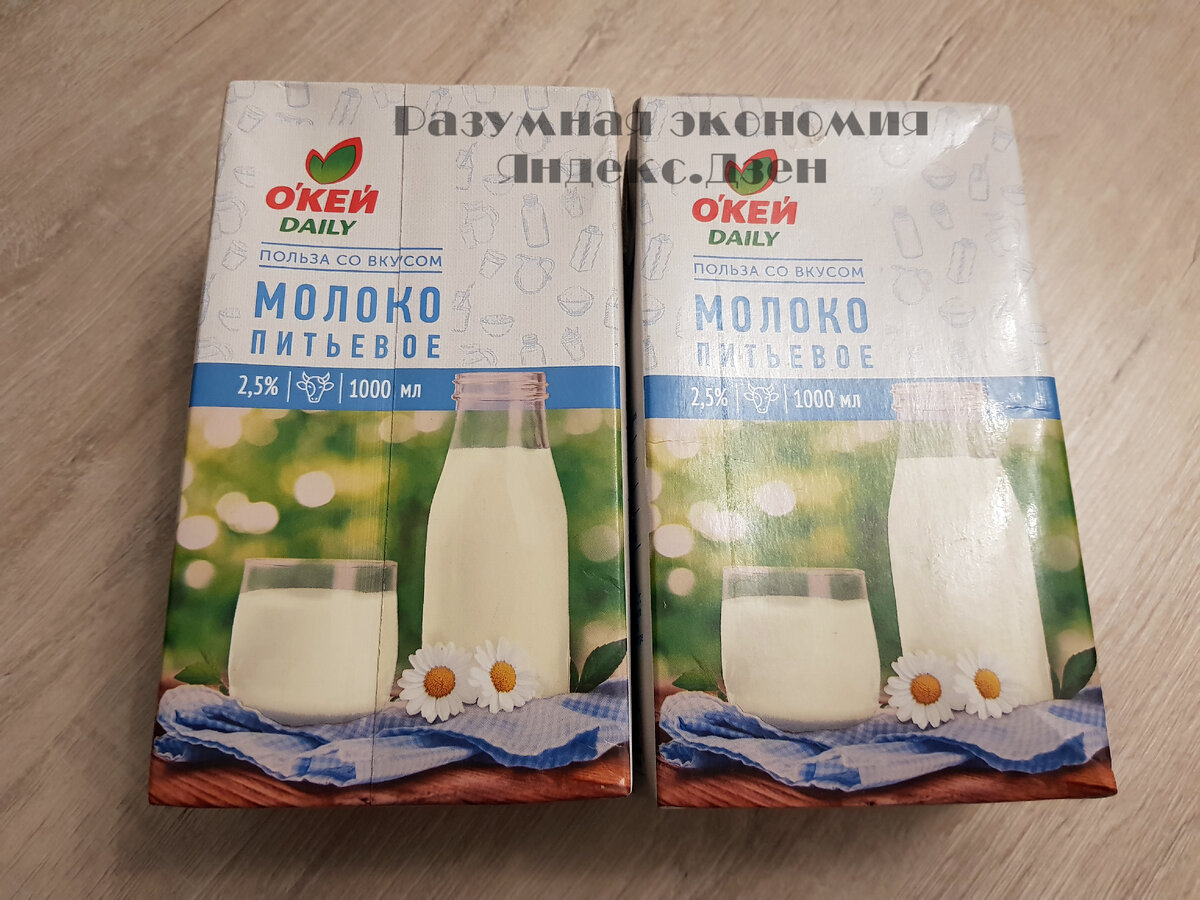 Разумная экономия
Яндекс.Дзен
О'КЕЙ
DAILY
ПОЛЬЗА СО ВКУСОМ
МОЛОКО
ПИТЬЕВОЕ
2,5% 1000 мл
О'КЕЙ
DAILY
ПОЛЬЗА СО ВКУСОМ
МОЛОКО
ПИТЬЕВОЕ
2,5% 1000 мл